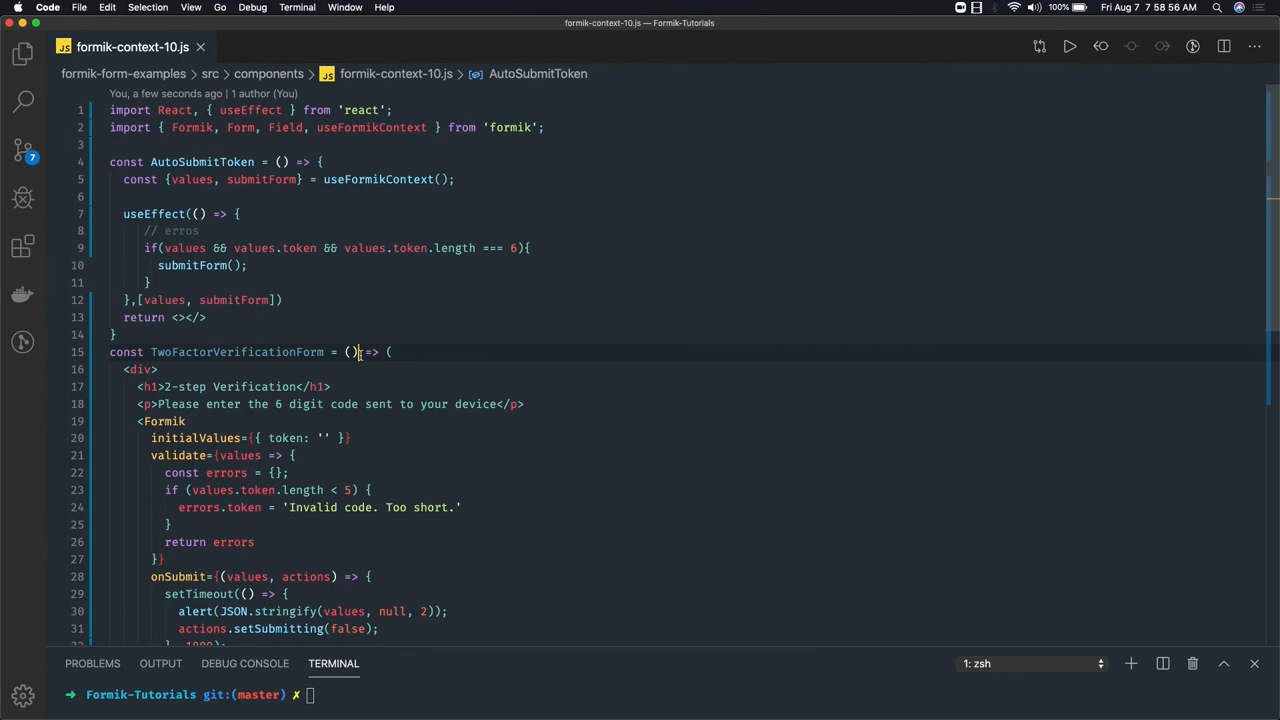 Code File Edit Selection View Go Debug Terminal Window Help 100% Fri Aug 7 7 58 56 AM
formik-context-10.js — Formik-Tutorials
JS formik-context-10.js ×
formik-form-examples > src > components > JS formik-context-10.js > AutoSubmitToken
You, a few seconds ago | 1 author (You)
1 import React, { useEffect } from 'react';
2 import { Formik, Form, Field, useFormikContext } from 'formik';
3
4 const AutoSubmitToken = () => {
5 const {values, submitForm} = useFormikContext();
6
7 useEffect(() => {
8 // erros
9 if(values && values.token && values.token.length === 6){
10 submitForm();
11 }
12 },[values, submitForm])
13 return <></>
14 }
15 const TwoFactorVerificationForm = () => (
16 <div>
17 <h1>2-step Verification</h1>
18 <p>Please enter the 6 digit code sent to your device</p>
19 <Formik
20 initialValues={{ token: '' }}
21 validate={values => {
22 const errors = {};
23 if (values.token.length < 5) {
24 errors.token = 'Invalid code. Too short.'
25 }
26 return errors
27 }}
28 onSubmit={(values, actions) => {
29 setTimeout(() => {
30 alert(JSON.stringify(values, null, 2));
31 actions.setSubmitting(false);
7
PROBLEMS OUTPUT DEBUG CONSOLE TERMINAL 1: zsh
➜ Formik-Tutorials git:(master) ✗